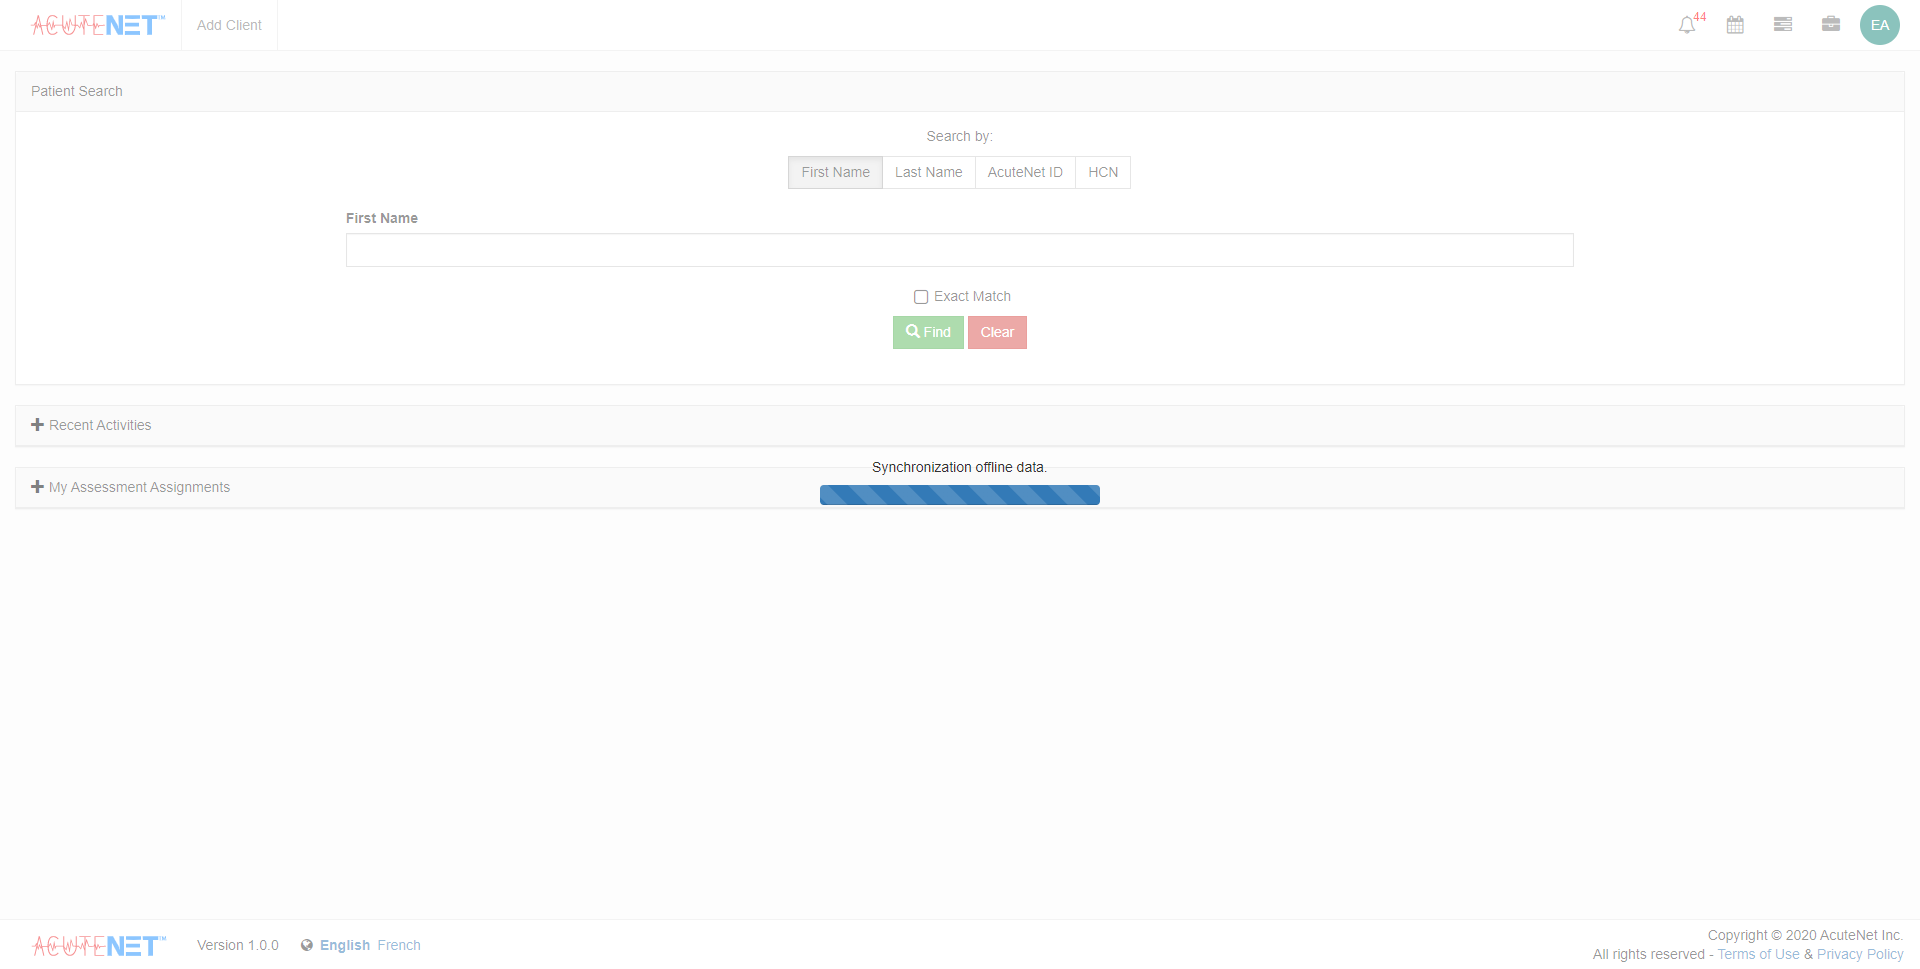 ACUTENET™ Add Client 44 EA
Patient Search
Search by:
First Name Last Name AcuteNet ID HCN
First Name
Exact Match
Find Clear
Recent Activities
Synchronization offline data.
My Assessment Assignments
ACUTENET™ Version 1.0.0 English French
Copyright © 2020 AcuteNet Inc.
All rights reserved - Terms of Use & Privacy Policy